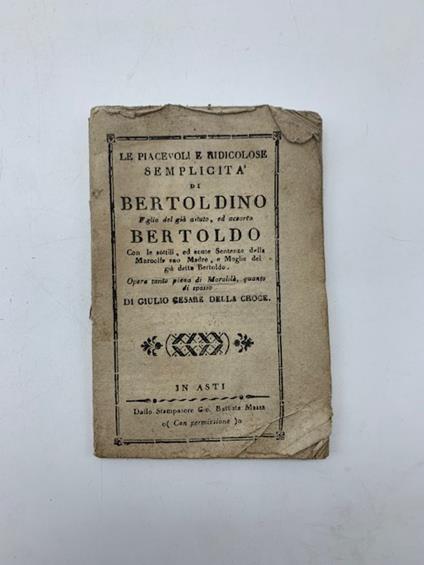 LE PIACEVOLI E RIDICOLOSE
SEMPLICITA'
DI
BERTOLDINO
Figlio del già astuto, ed accorto
BERTOLDO
Con le sottili, ed acute Sentenze della
Marcolfa sua Madre, e Moglie del
già detto Bertoldo.
Opera tanto piena di Moralità, quanto
di spasso
DI GIULIO CESARE DELLA CROCE.
IN ASTI
Dallo Stampatore Gio. Battista Massa
o( Con permissione )o